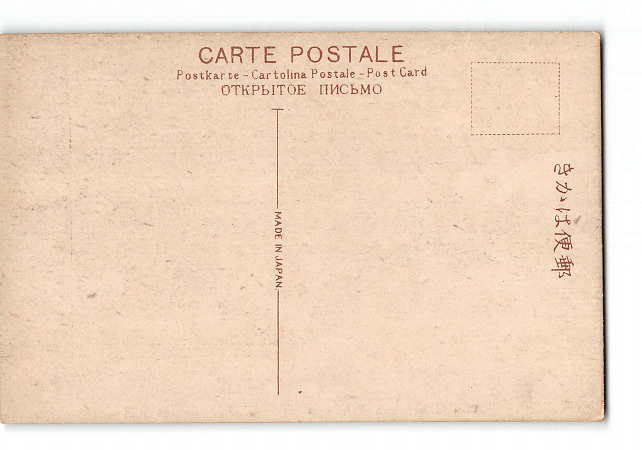 CARTE POSTALE
Postkarte - Cartolina Postale - Post Card
ОТКРЫТОЕ ПИСЬМО
MADE IN JAPAN.
郵便はかき